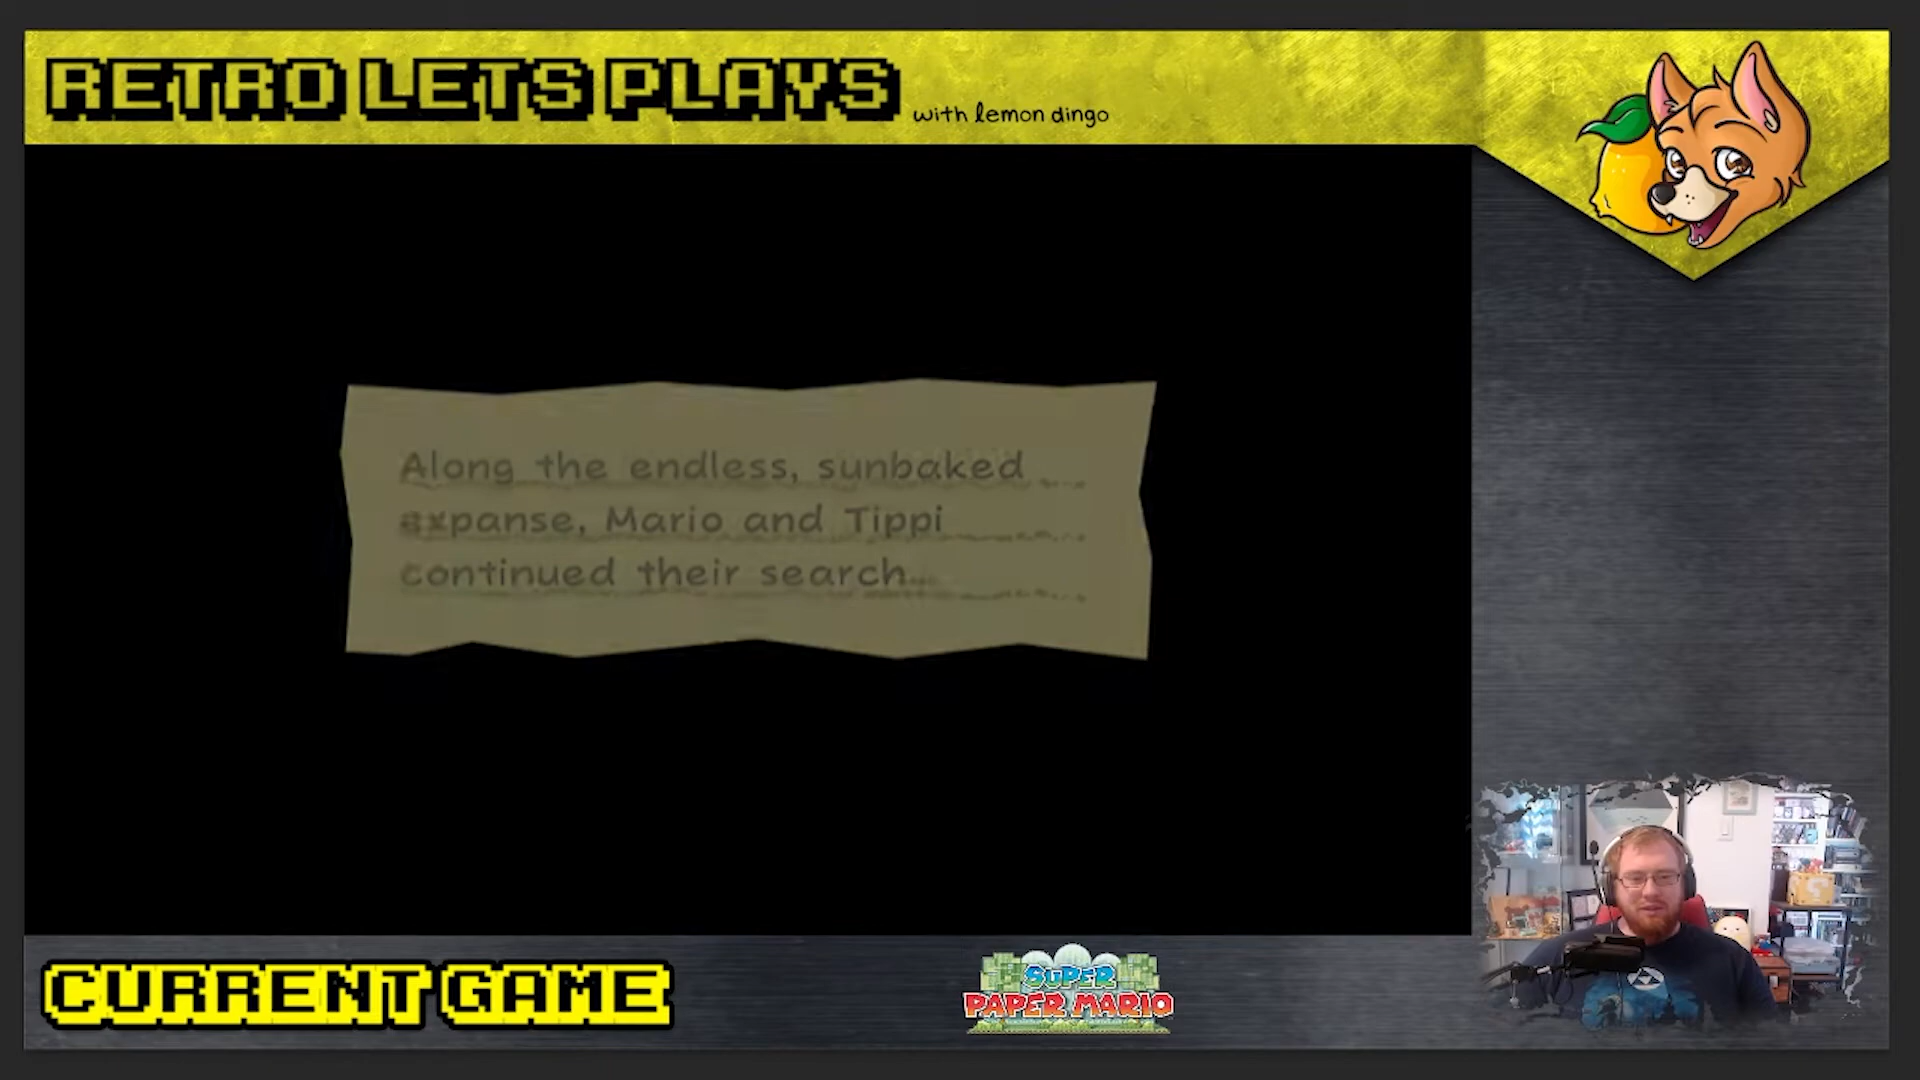 RETRO LETS PLAYS
with lemon dingo
Along the endless, sunbaked
expanse, Mario and Tippi
continued their search...
CURRENT GAME
SUPER
PAPER MARIO